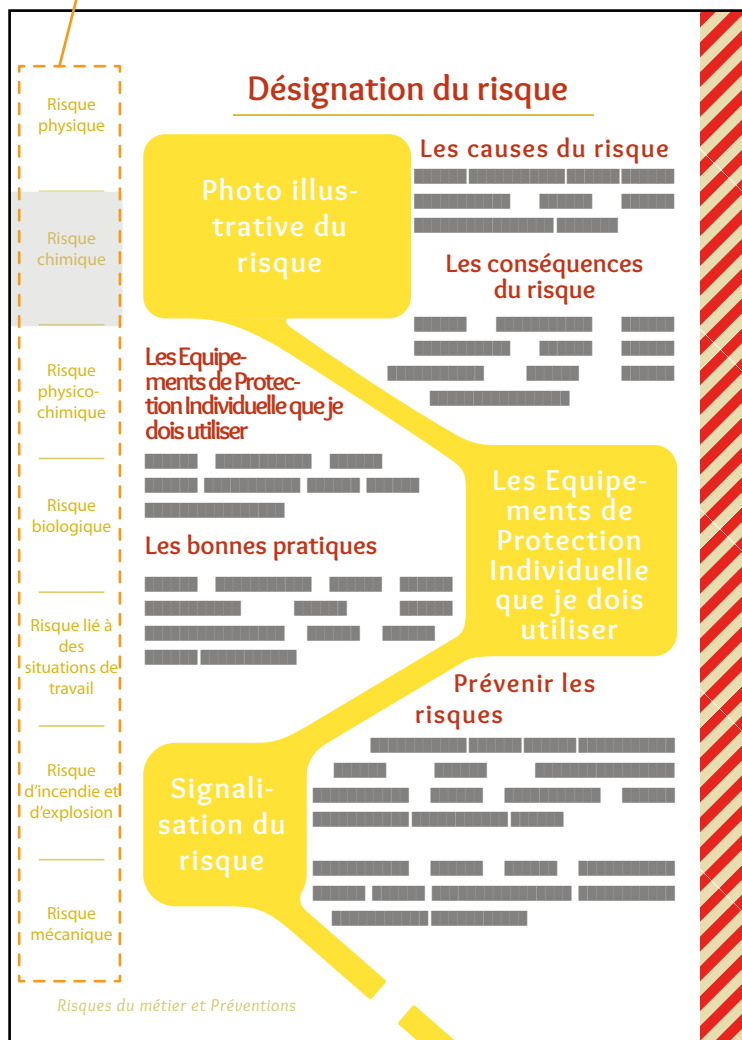 Désignation du risque
Risque
physique
Risque
chimique
Risque
physico-
chimique
Risque
biologique
Risque lié à
des
situations de
travail
Risque
d'incendie et
d'explosion
Risque
mécanique
Photo illus-
trative du
risque
Les causes du risque
Les conséquences
du risque
Les Equipe-
ments de Protec-
tion Individuelle que je
dois utiliser
Les Equipe-
ments de
Protection
Individuelle
que je dois
utiliser
Les bonnes pratiques
Prévenir les
risques
Signali-
sation du
risque
Risques du métier et Préventions